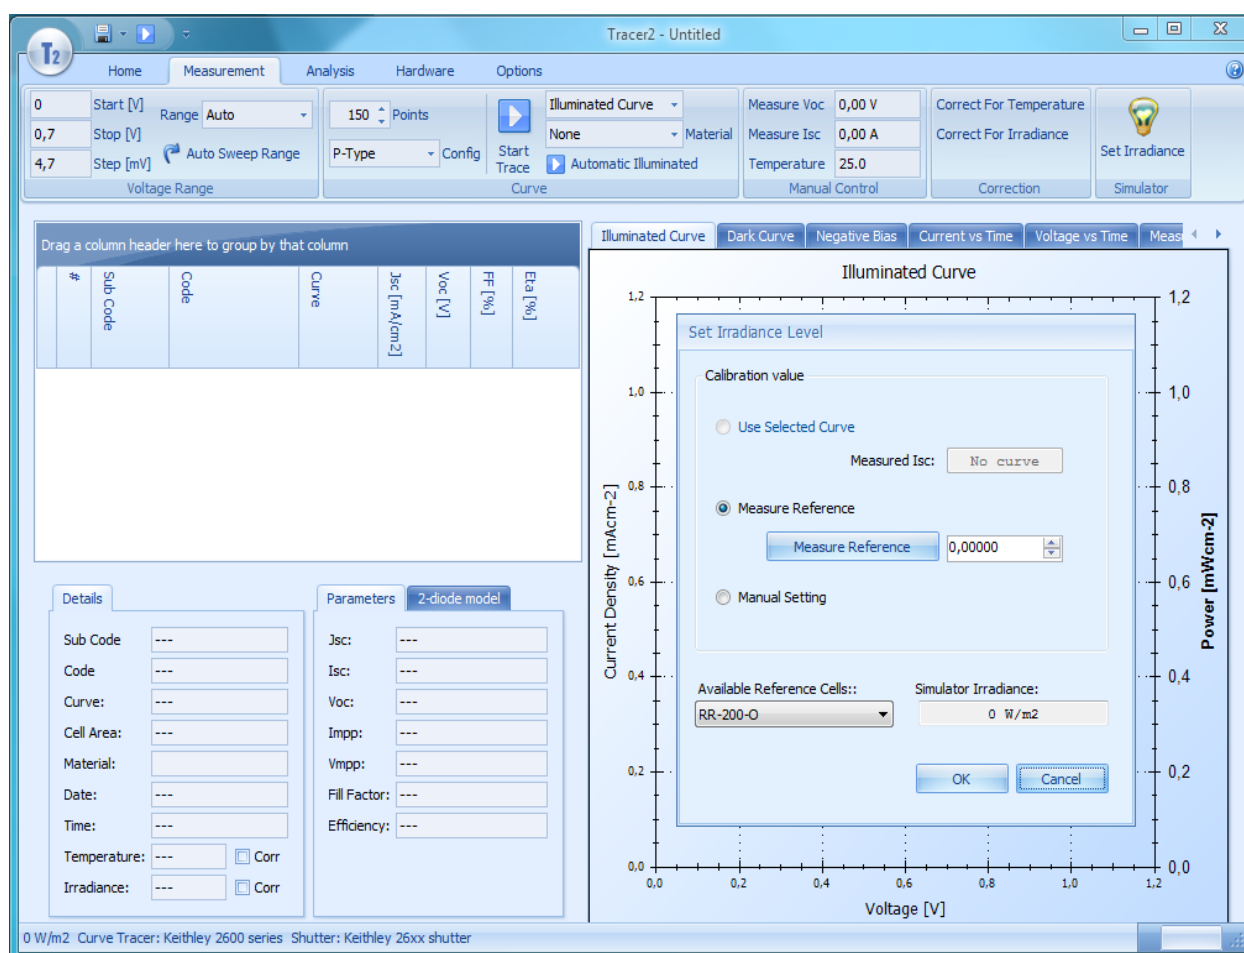 T2
Tracer2 - Untitled
Home Measurement Analysis Hardware Options
0 Start [V] Range Auto
0,7 Stop [V]
Auto Sweep Range
4,7 Step [mV]
Voltage Range
150 Points
P-Type Config
Start Trace
Illuminated Curve
None Material
Automatic Illuminated
Curve
Measure Voc 0,00 V
Measure Isc 0,00 A
Temperature 25.0
Manual Control
Correct For Temperature
Correct For Irradiance
Correction
Set Irradiance
Simulator
Drag a column header here to group by that column
# Sub Code Code Curve Jsc [mA/cm2] Voc [V] FF [%] Eta [%]
Details
Sub Code ---
Code ---
Curve: ---
Cell Area: ---
Material:
Date: ---
Time: ---
Temperature: --- Corr
Irradiance: --- Corr
Parameters 2-diode model
Jsc: ---
Isc: ---
Voc: ---
Impp: ---
Vmpp: ---
Fill Factor: ---
Efficiency: ---
Illuminated Curve Dark Curve Negative Bias Current vs Time Voltage vs Time Meas
Illuminated Curve
1,2
1,0
0,8
0,6
0,4
0,2
0,0
Current Density [mAcm-2]
Set Irradiance Level
Calibration value
Use Selected Curve
Measured Isc: No curve
Measure Reference
Measure Reference 0,00000
Manual Setting
Available Reference Cells:: Simulator Irradiance:
RR-200-O 0 W/m2
OK Cancel
1,2
1,0
0,8
0,6
0,4
0,2
0,0
Power [mWcm-2]
0,0 0,2 0,4 0,6 0,8 1,0 1,2
Voltage [V]
0 W/m2 Curve Tracer: Keithley 2600 series Shutter: Keithley 26xx shutter